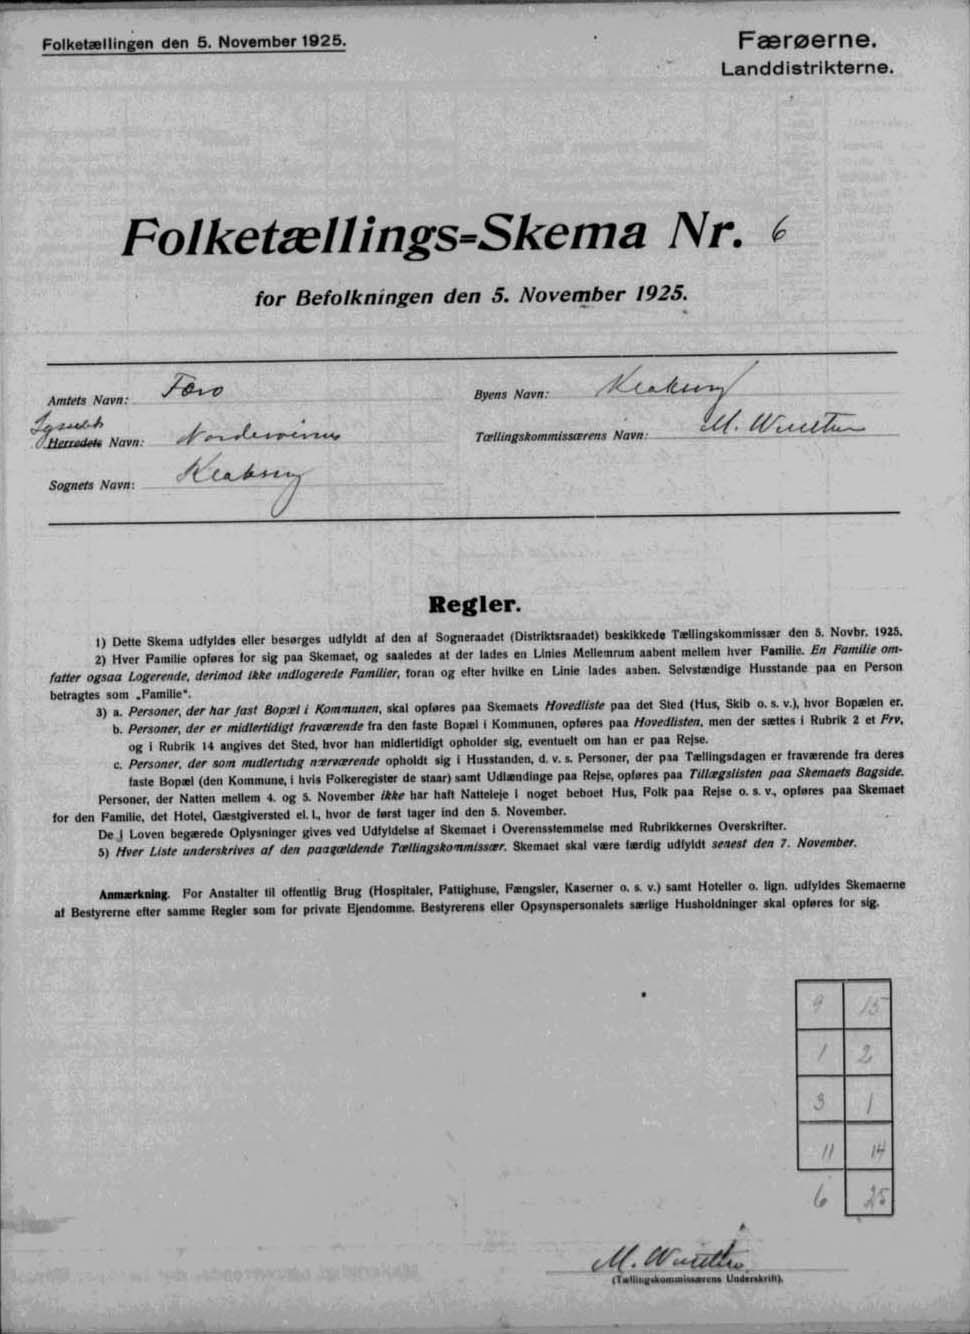 Folketællingen den 5. November 1925.
Færøerne.
Landdistrikterne.
Folketællings=Skema Nr. 6
for Befolkningen den 5. November 1925.
Amtets Navn: Færø
Byens Navn: Klaksvig
Syssels
Herredets Navn: Norderøernes
Tællingskommissærens Navn: M.
Sognets Navn: Klaksvig
Regler.
1) Dette Skema udfyldes eller besørges udfyldt af den af Sogneraadet (Distriktsraadet) beskikkede Tællingskommissær den 5. Novbr. 1925.
2) Hver Familie opføres for sig paa Skemaet, og saaledes at der lades en Linies Mellemrum aabent mellem hver Familie. En Familie om-
fatter ogsaa Logerende, derimod ikke indlogerede Familier, foran og efter hvilke en Linie lades aaben. Selvstændige Husstande paa en Person
betragtes som „Familie".
3) a. Personer, der har fast Bopæl i Kommunen, skal opføres paa Skemaets Hovedliste paa det Sted (Hus, Skib o. s. v.), hvor Bopælen er.
b. Personer, der er midlertidigt fraværende fra den faste Bopæl i Kommunen, opføres paa Hovedlisten, men der sættes i Rubrik 2 et Frv,
og i Rubrik 14 angives det Sted, hvor han midlertidigt opholder sig, eventuelt om han er paa Rejse.
c. Personer, der som midlertidig nærværende opholdt sig i Husstanden, d. v. s. Personer, der paa Tællingsdagen er fraværende fra deres
faste Bopæl (den Kommune, i hvis Folkeregister de staar) samt Udlændinge paa Rejse, opføres paa Tillægslisten paa Skemaets Bagside.
Personer, der Natten mellem 4. og 5. November ikke har haft Natteleje i noget beboet Hus, Folk paa Rejse o. s. v., opføres paa Skemaet
for den Familie, det Hotel, Gæstgiversted el. l., hvor de først tager ind den 5. November.
De i Loven begærede Oplysninger gives ved Udfyldelse af Skemaet i Overensstemmelse med Rubrikkernes Overskrifter.
5) Hver Liste underskrives af den paagældende Tællingskommissær. Skemaet skal være færdig udfyldt senest den 7. November.
Anmærkning. For Anstalter til offentlig Brug (Hospitaler, Fattighuse, Fængsler, Kaserner o. s. v.) samt Hoteller o. lign. udfyldes Skemaerne
af Bestyrerne efter samme Regler som for private Ejendomme. Bestyrerens eller Opsynspersonalets særlige Husholdninger skal opføres for sig.
9 15
1 2
3 1
11 14
6 25
M.
(Tællingskommissærens Underskrift).